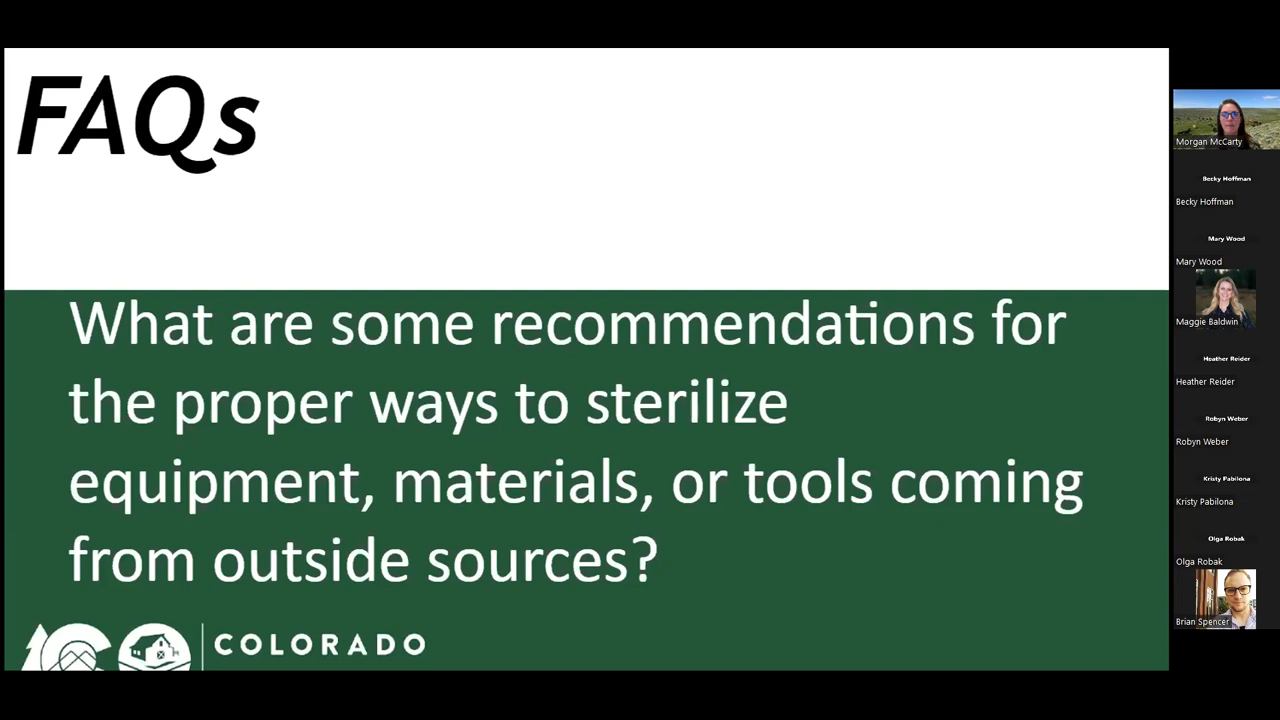 FAQs
What are some recommendations for
the proper ways to sterilize
equipment, materials, or tools coming
from outside sources?
COLORADO
Morgan McCarty
Becky Hoffman
Becky Hoffman
Mary Wood
Mary Wood
Maggie Baldwin
Heather Reider
Heather Reider
Robyn Weber
Robyn Weber
Kristy Pabilona
Kristy Pabilona
Olga Robak
Olga Robak
Brian Spencer